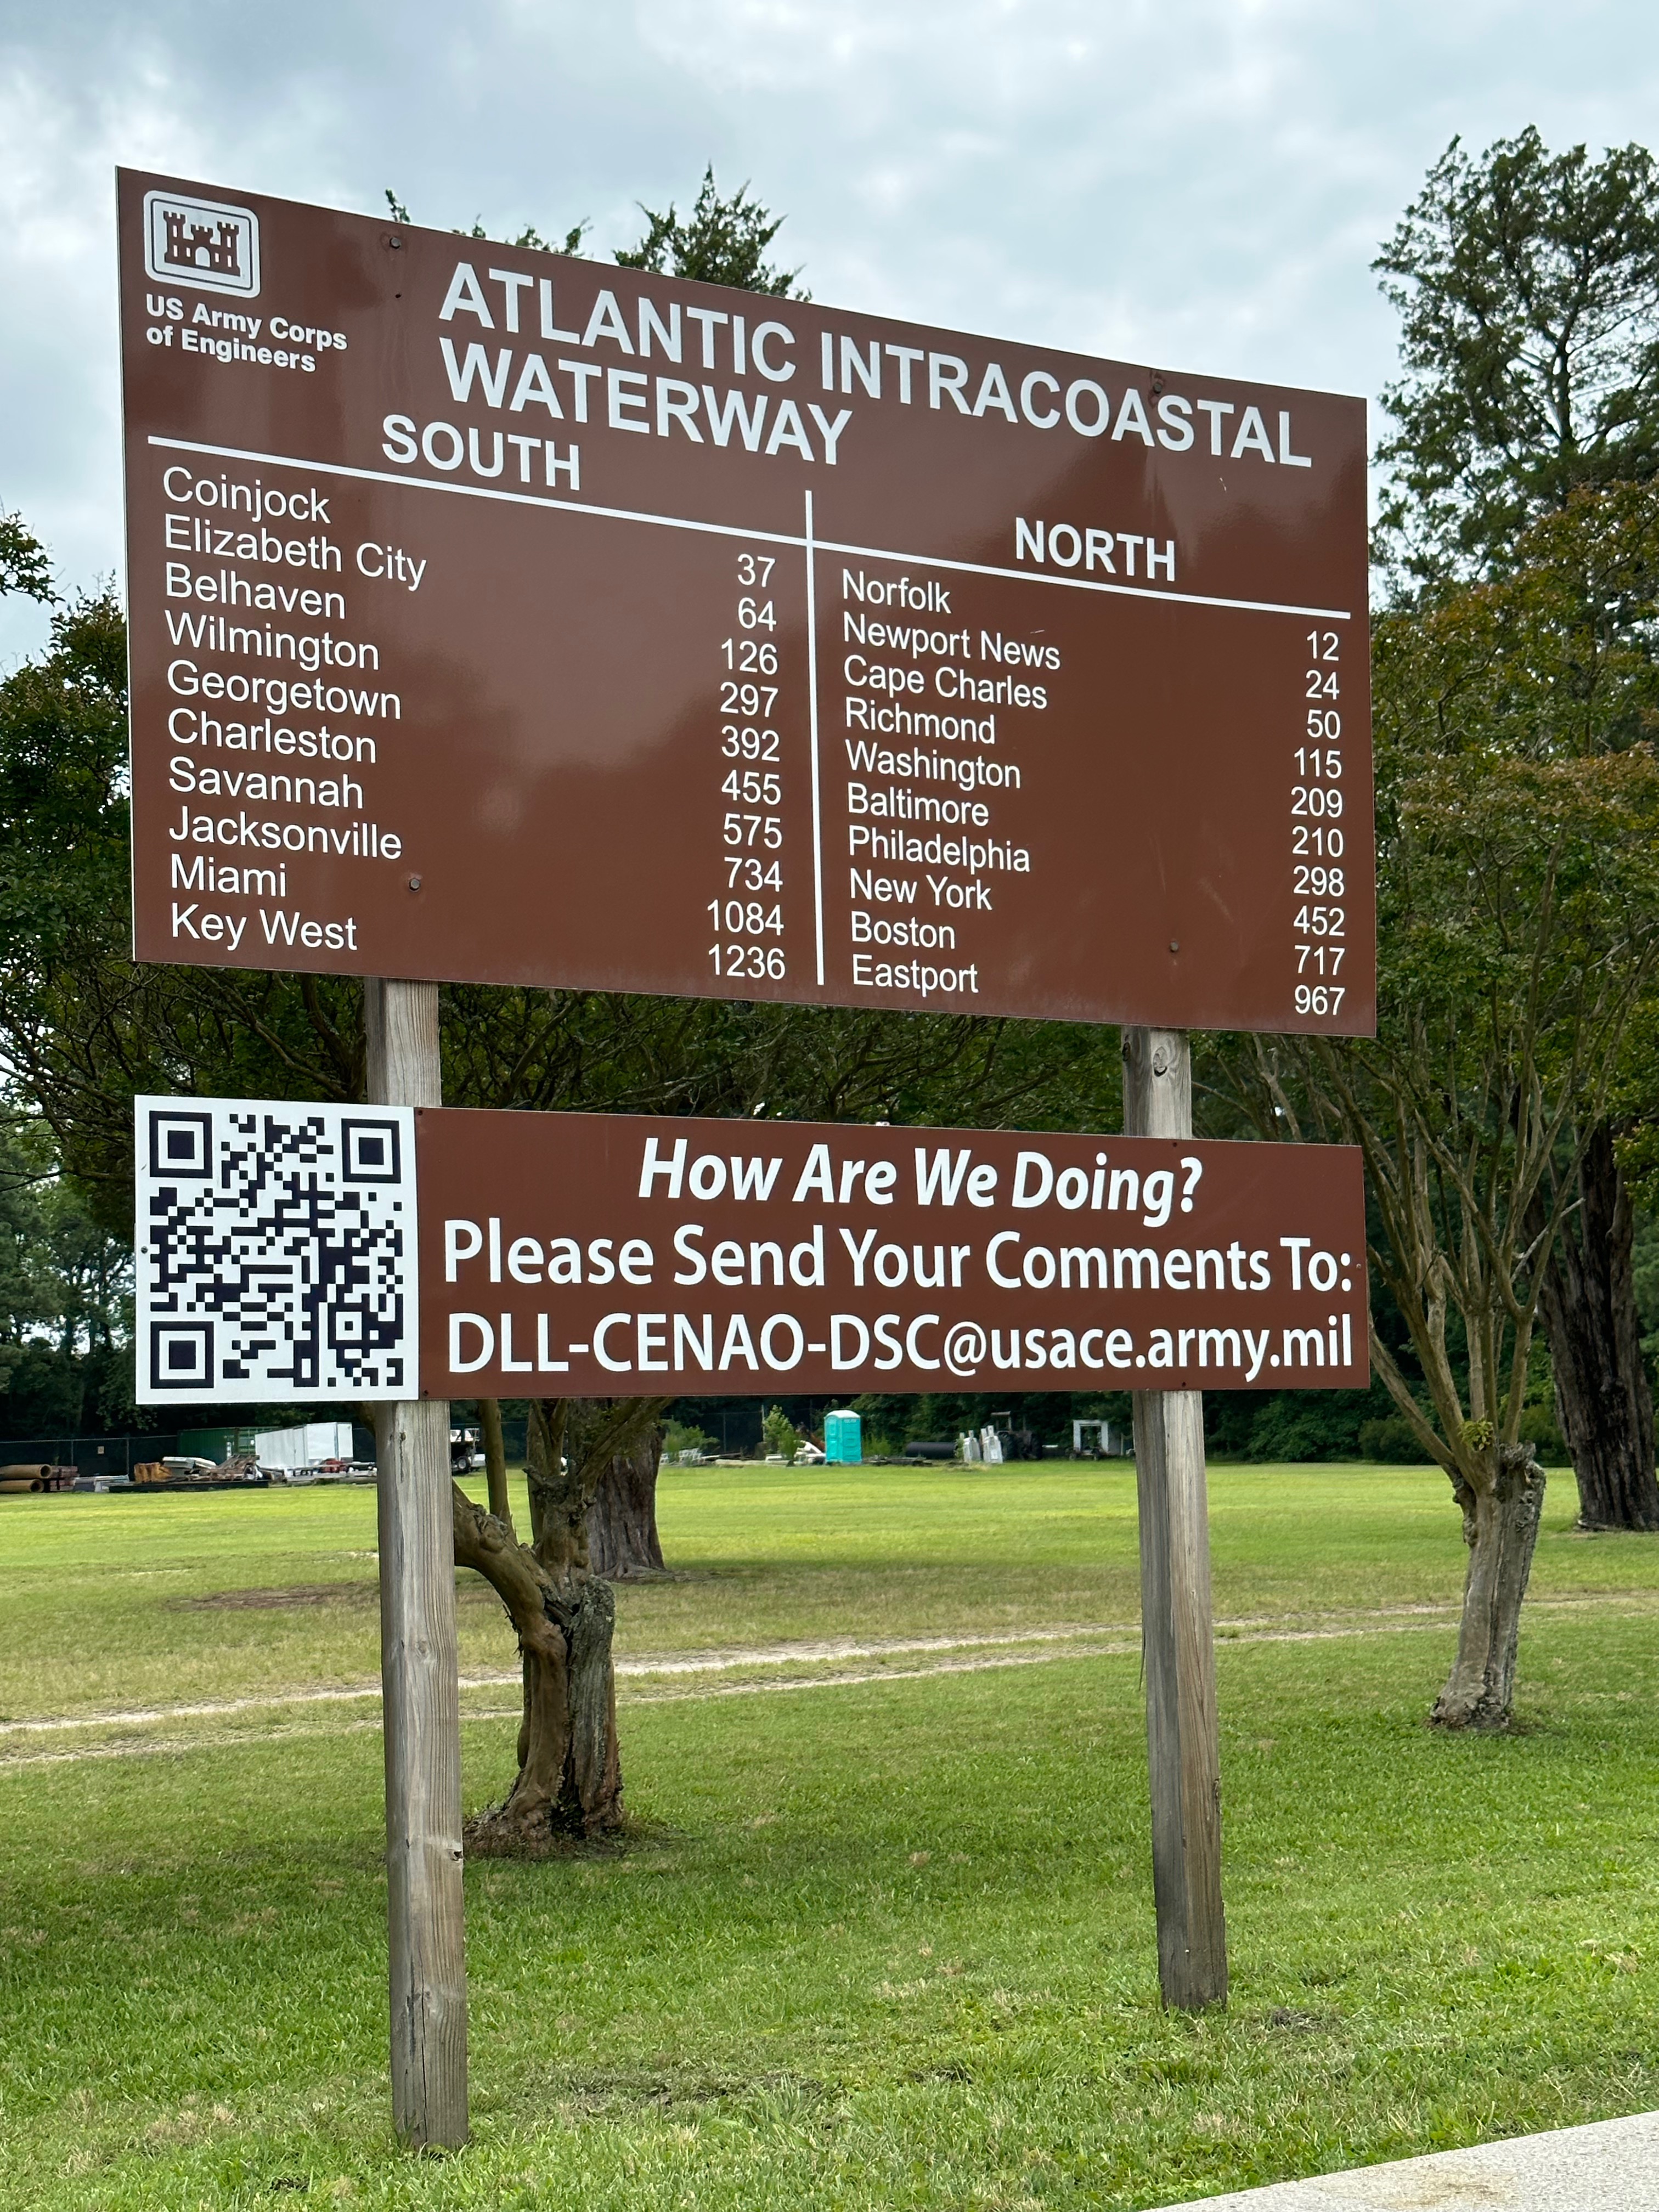 US Army Corps
of Engineers
ATLANTIC INTRACOASTAL
WATERWAY
SOUTH
Coinjock 37
Elizabeth City 64
Belhaven 126
Wilmington 297
Georgetown 392
Charleston 455
Savannah 575
Jacksonville 734
Miami 1084
Key West 1236
NORTH
Norfolk 12
Newport News 24
Cape Charles 50
Richmond 115
Washington 209
Baltimore 210
Philadelphia 298
New York 452
Boston 717
Eastport 967
How Are We Doing?
Please Send Your Comments To:
DLL-CENAO-DSC@usace.army.mil